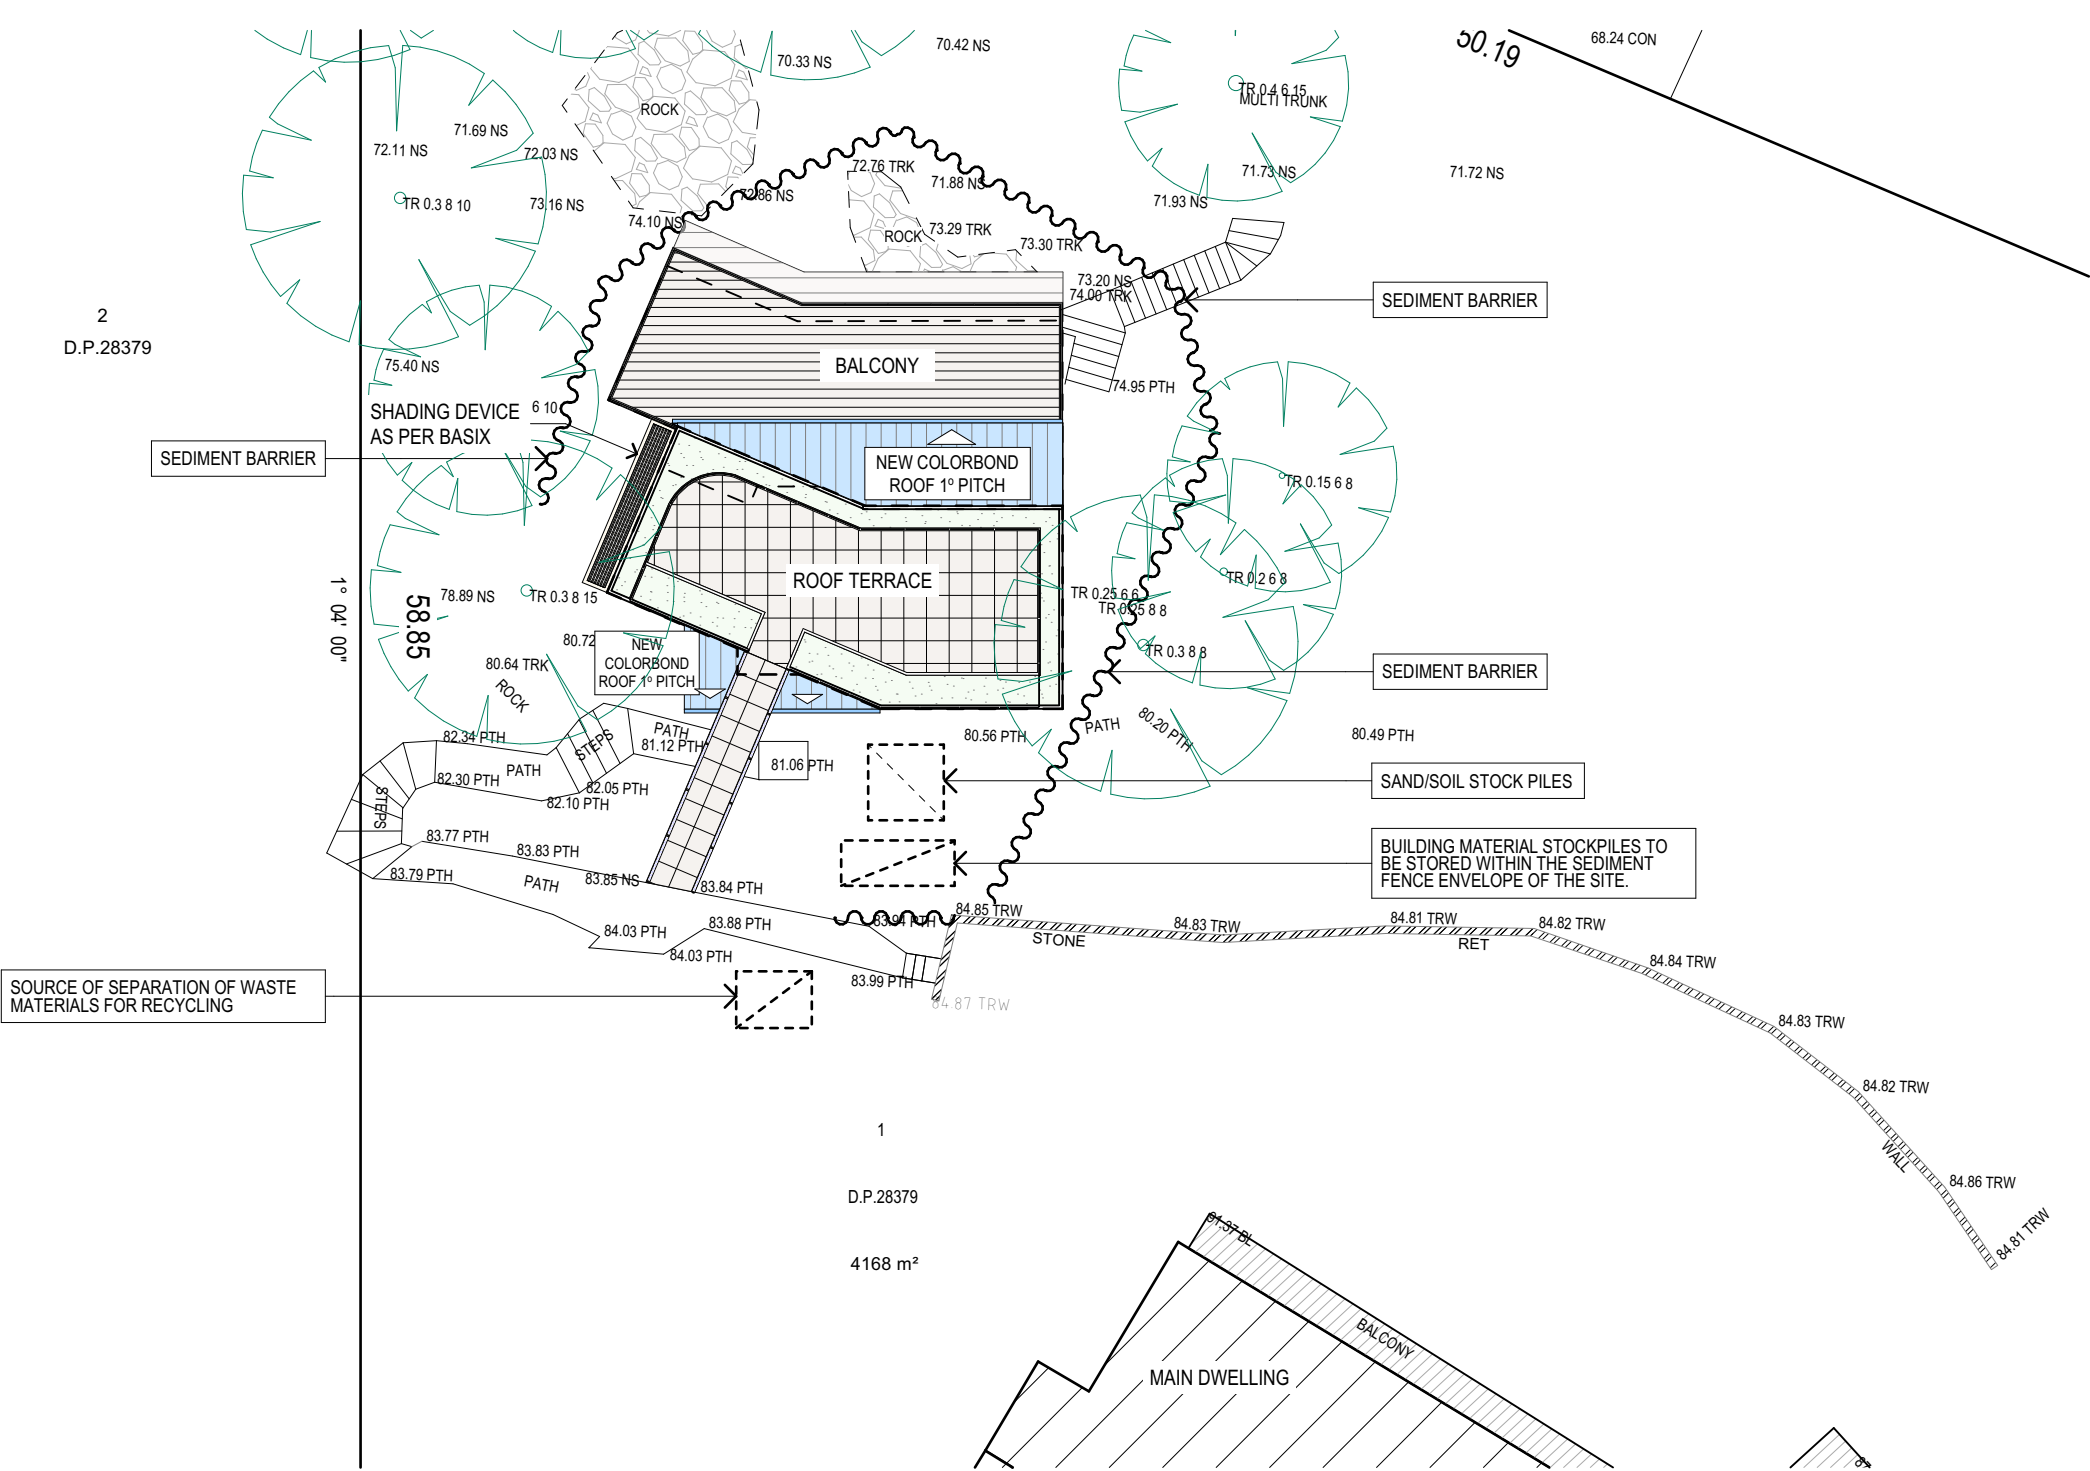 50.19
68.24 CON
70.42 NS
70.33 NS
TR 0.4 6 15
MULTI TRUNK
ROCK
71.69 NS
72.11 NS
72.03 NS
72.76 TRK
71.88 NS
71.73 NS
71.72 NS
72.86 NS
TR 0.3 8 10
73.16 NS
71.93 NS
74.10 NS
ROCK
73.29 TRK
73.30 TRK
73.20 NS
74.00 TRK
SEDIMENT BARRIER
2
D.P.28379
75.40 NS
BALCONY
74.95 PTH
SHADING DEVICE
AS PER BASIX
6 10
SEDIMENT BARRIER
NEW COLORBOND
ROOF 1º PITCH
TR 0.15 6 8
1° 04' 00"
58.85
78.89 NS
TR 0.3 8 15
ROOF TERRACE
TR 0.2 6 8
TR 0.25 6 6
TR 0.25 8 8
80.72
NEW
COLORBOND
ROOF 1º PITCH
TR 0.3 8 8
80.64 TRK
ROCK
SEDIMENT BARRIER
82.34 PTH
STEPS
PATH
81.12 PTH
80.56 PTH
PATH
80.20 PTH
80.49 PTH
82.30 PTH
PATH
81.06 PTH
82.05 PTH
82.10 PTH
SAND/SOIL STOCK PILES
STEPS
83.77 PTH
83.83 PTH
BUILDING MATERIAL STOCKPILES TO
BE STORED WITHIN THE SEDIMENT
FENCE ENVELOPE OF THE SITE.
83.79 PTH
PATH
83.85 NS
83.84 PTH
84.85 TRW
83.94 PTH
83.88 PTH
84.03 PTH
84.03 PTH
STONE
84.83 TRW
84.81 TRW
RET
84.82 TRW
84.84 TRW
83.99 PTH
84.87 TRW
SOURCE OF SEPARATION OF WASTE
MATERIALS FOR RECYCLING
84.83 TRW
84.82 TRW
1
WALL
D.P.28379
84.86 TRW
84.81 TRW
4168 m²
91.37 BL
BALCONY
MAIN DWELLING